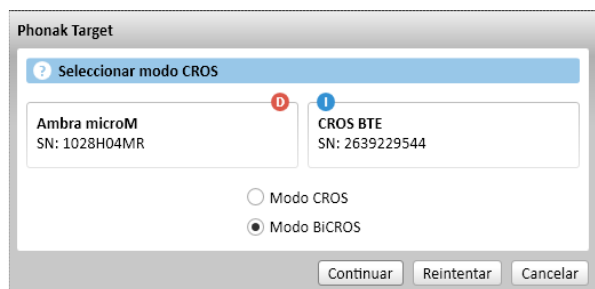 Phonak Target
? Seleccionar modo CROS
D I
Ambra microM CROS BTE
SN: 1028H04MR SN: 2639229544
Modo CROS
Modo BiCROS
Continuar Reintentar Cancelar